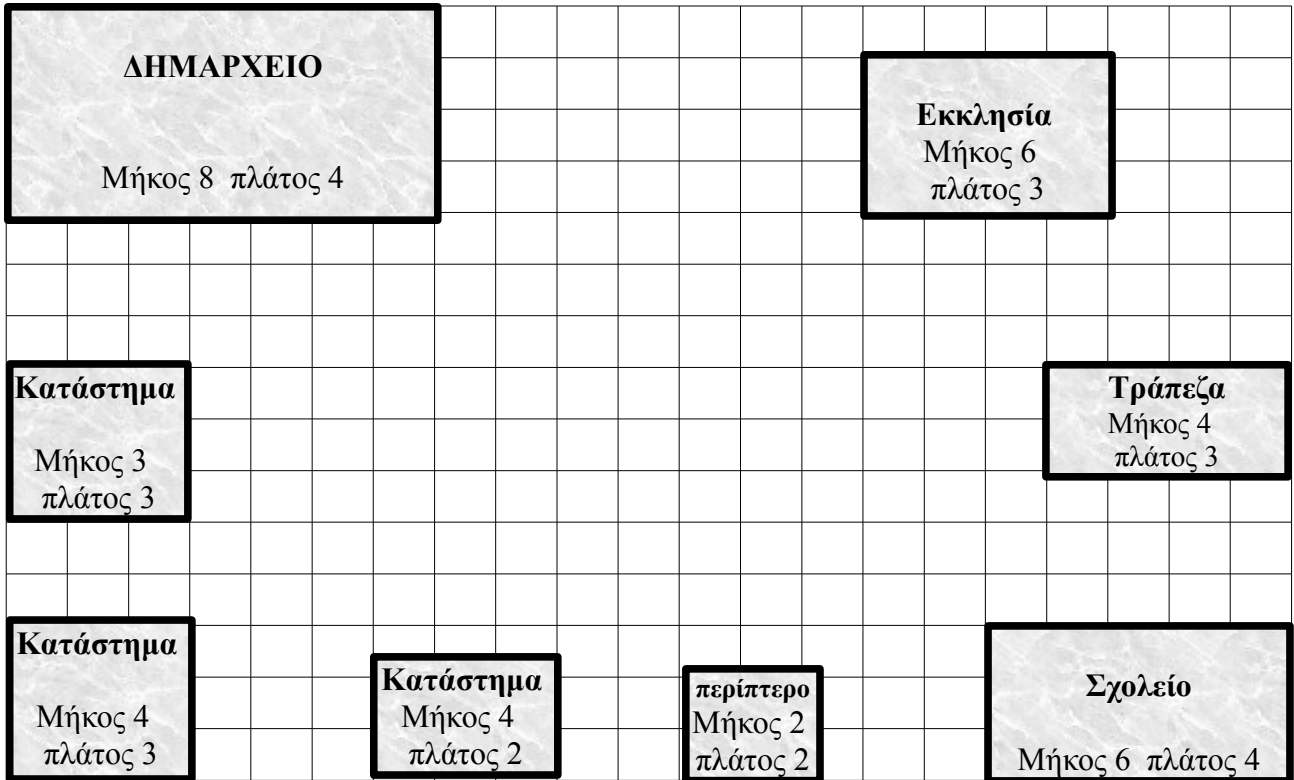 ΔΗΜΑΡΧΕΙΟ
Μήκος 8 πλάτος 4
Εκκλησία
Μήκος 6
πλάτος 3
Κατάστημα
Μήκος 3
πλάτος 3
Τράπεζα
Μήκος 4
πλάτος 3
Κατάστημα
Μήκος 4
πλάτος 3
Κατάστημα
Μήκος 4
πλάτος 2
περίπτερο
Μήκος 2
πλάτος 2
Σχολείο
Μήκος 6 πλάτος 4